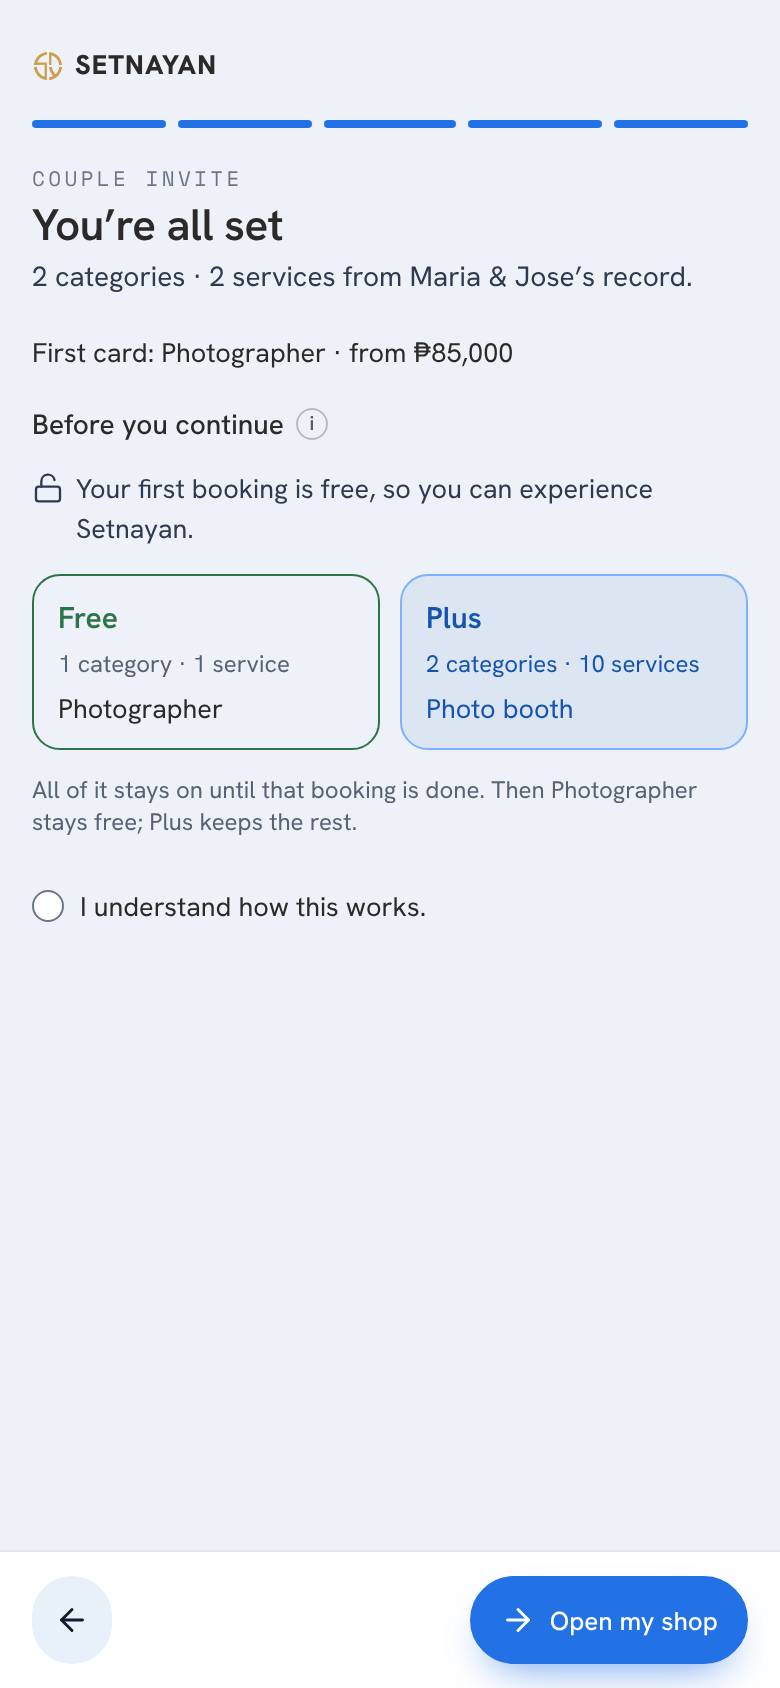 SETNAYAN
COUPLE INVITE
You’re all set
2 categories · 2 services from Maria & Jose’s record.
First card: Photographer · from ₱85,000
Before you continue i
Your first booking is free, so you can experience
Setnayan.
Free
1 category · 1 service
Photographer
Plus
2 categories · 10 services
Photo booth
All of it stays on until that booking is done. Then Photographer
stays free; Plus keeps the rest.
I understand how this works.
Open my shop